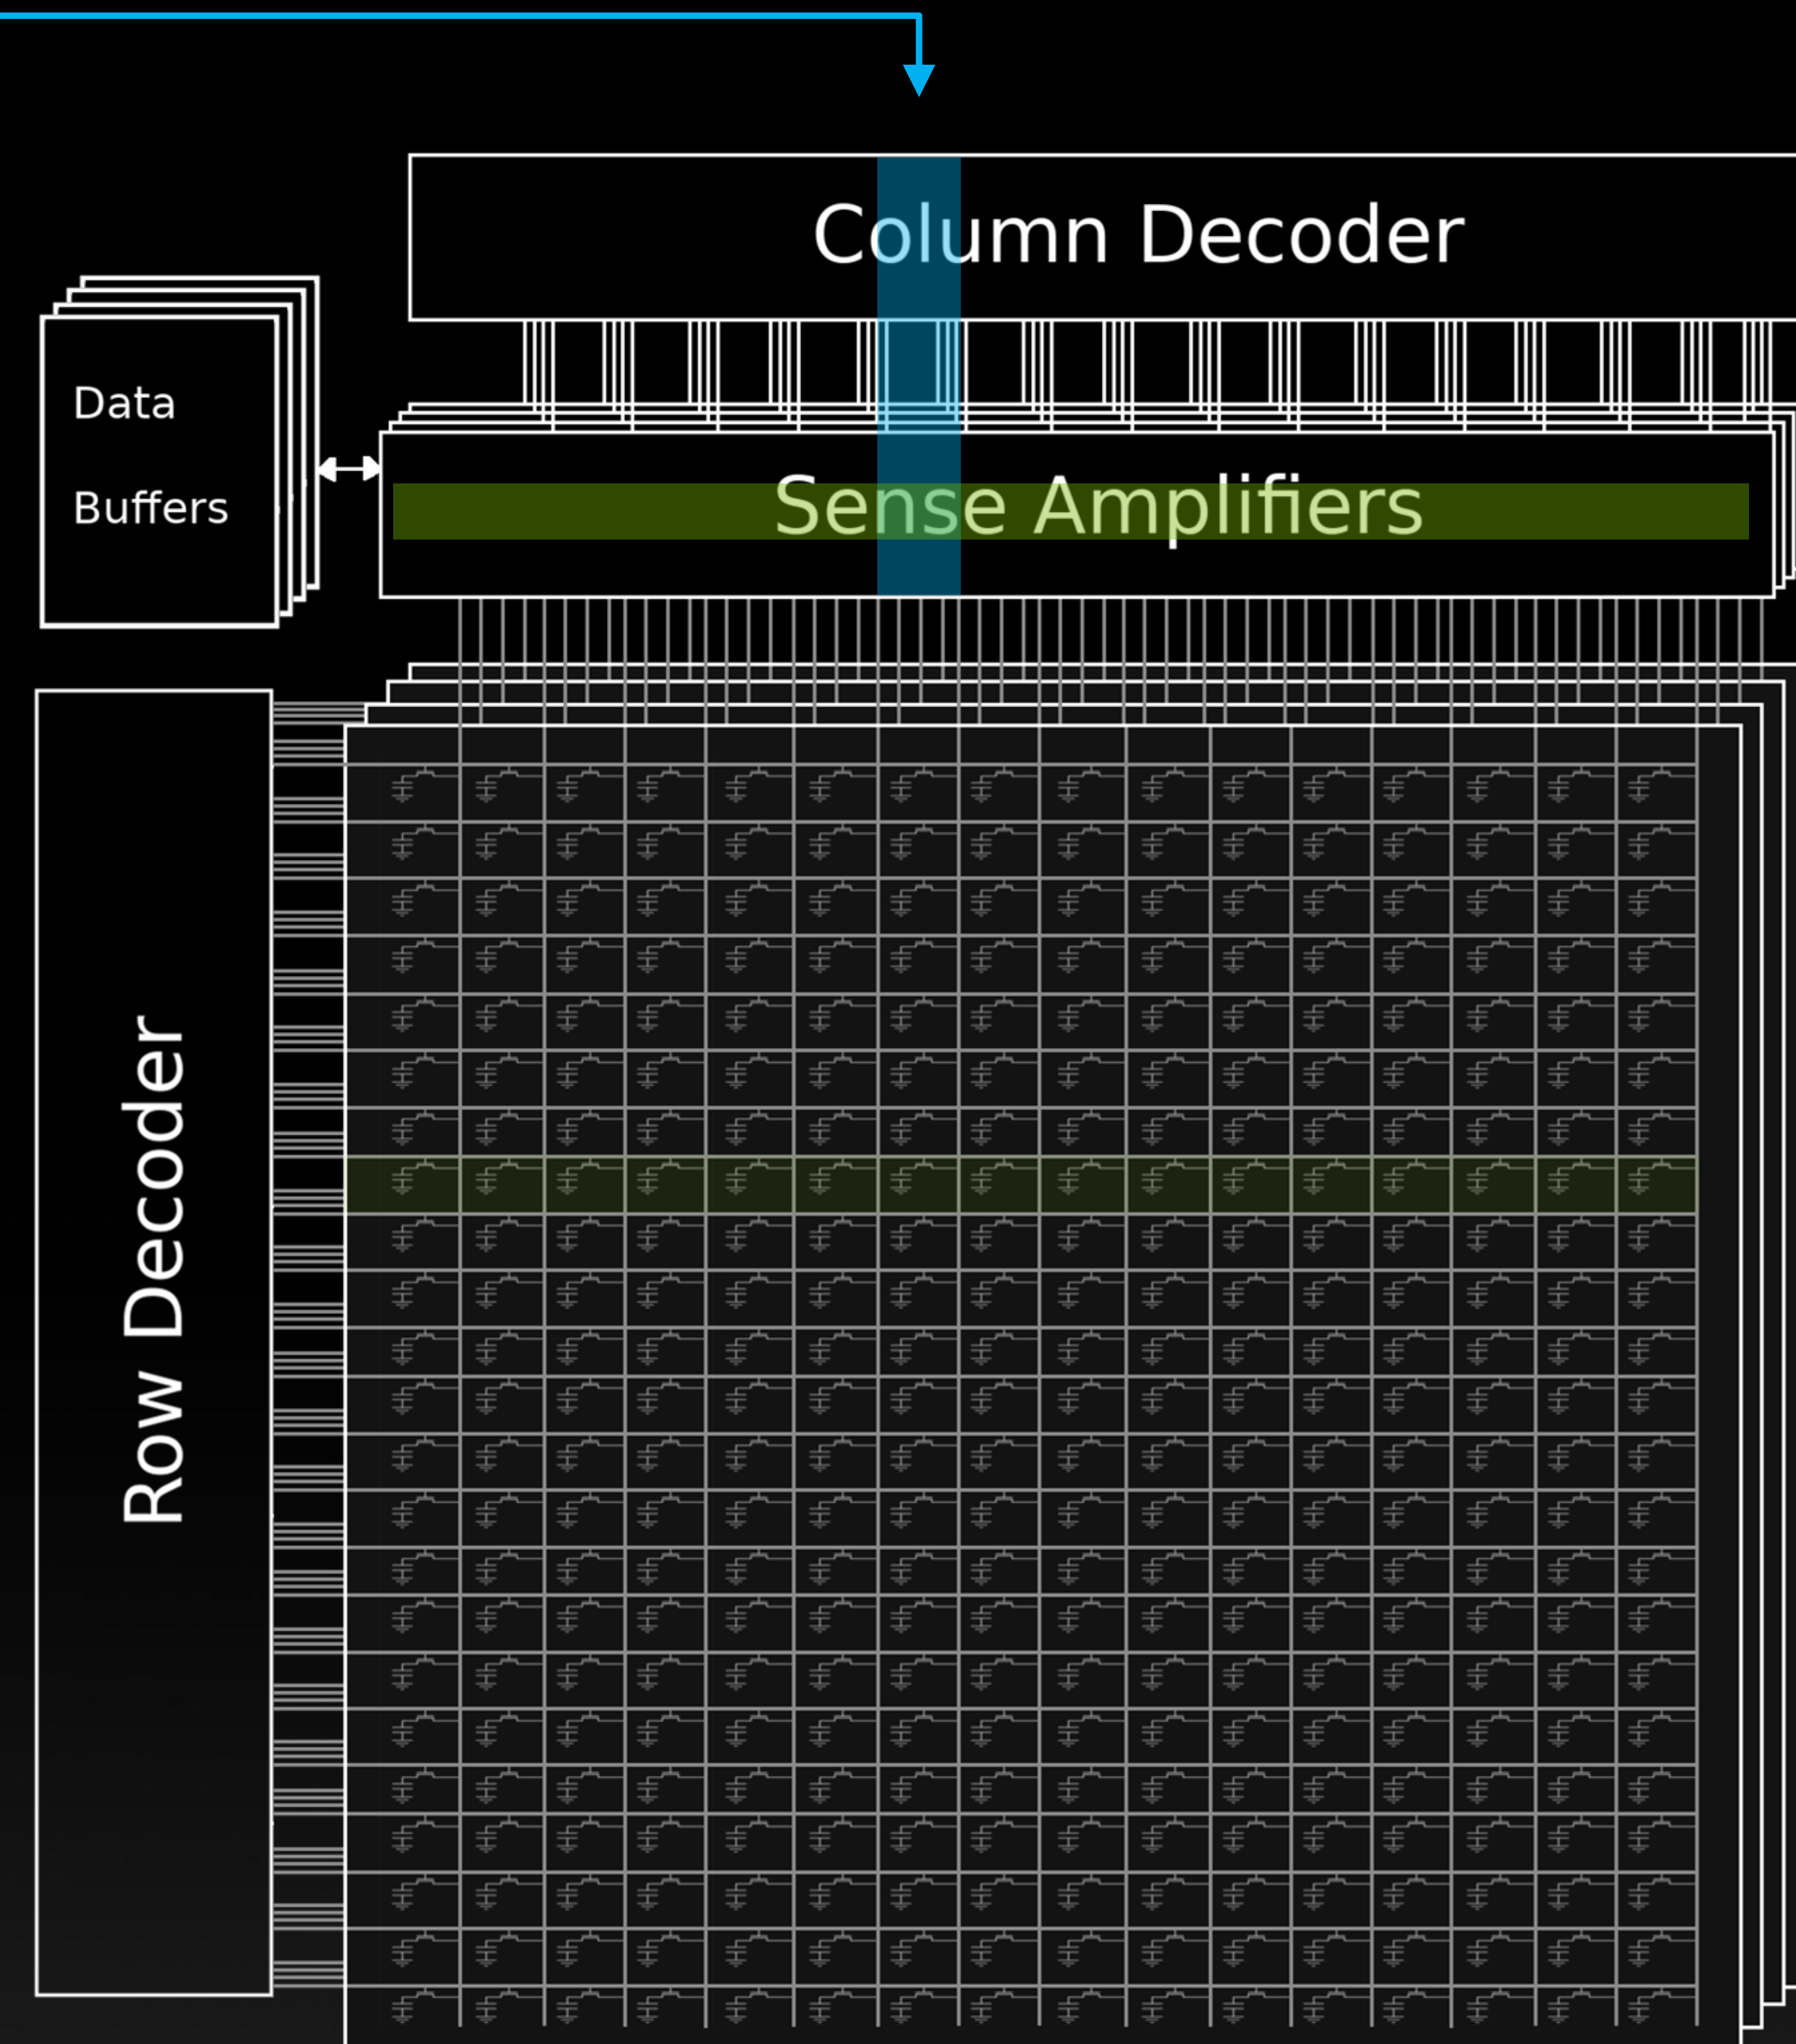 Column Decoder
Data
Buffers
Sense Amplifiers
Row Decoder